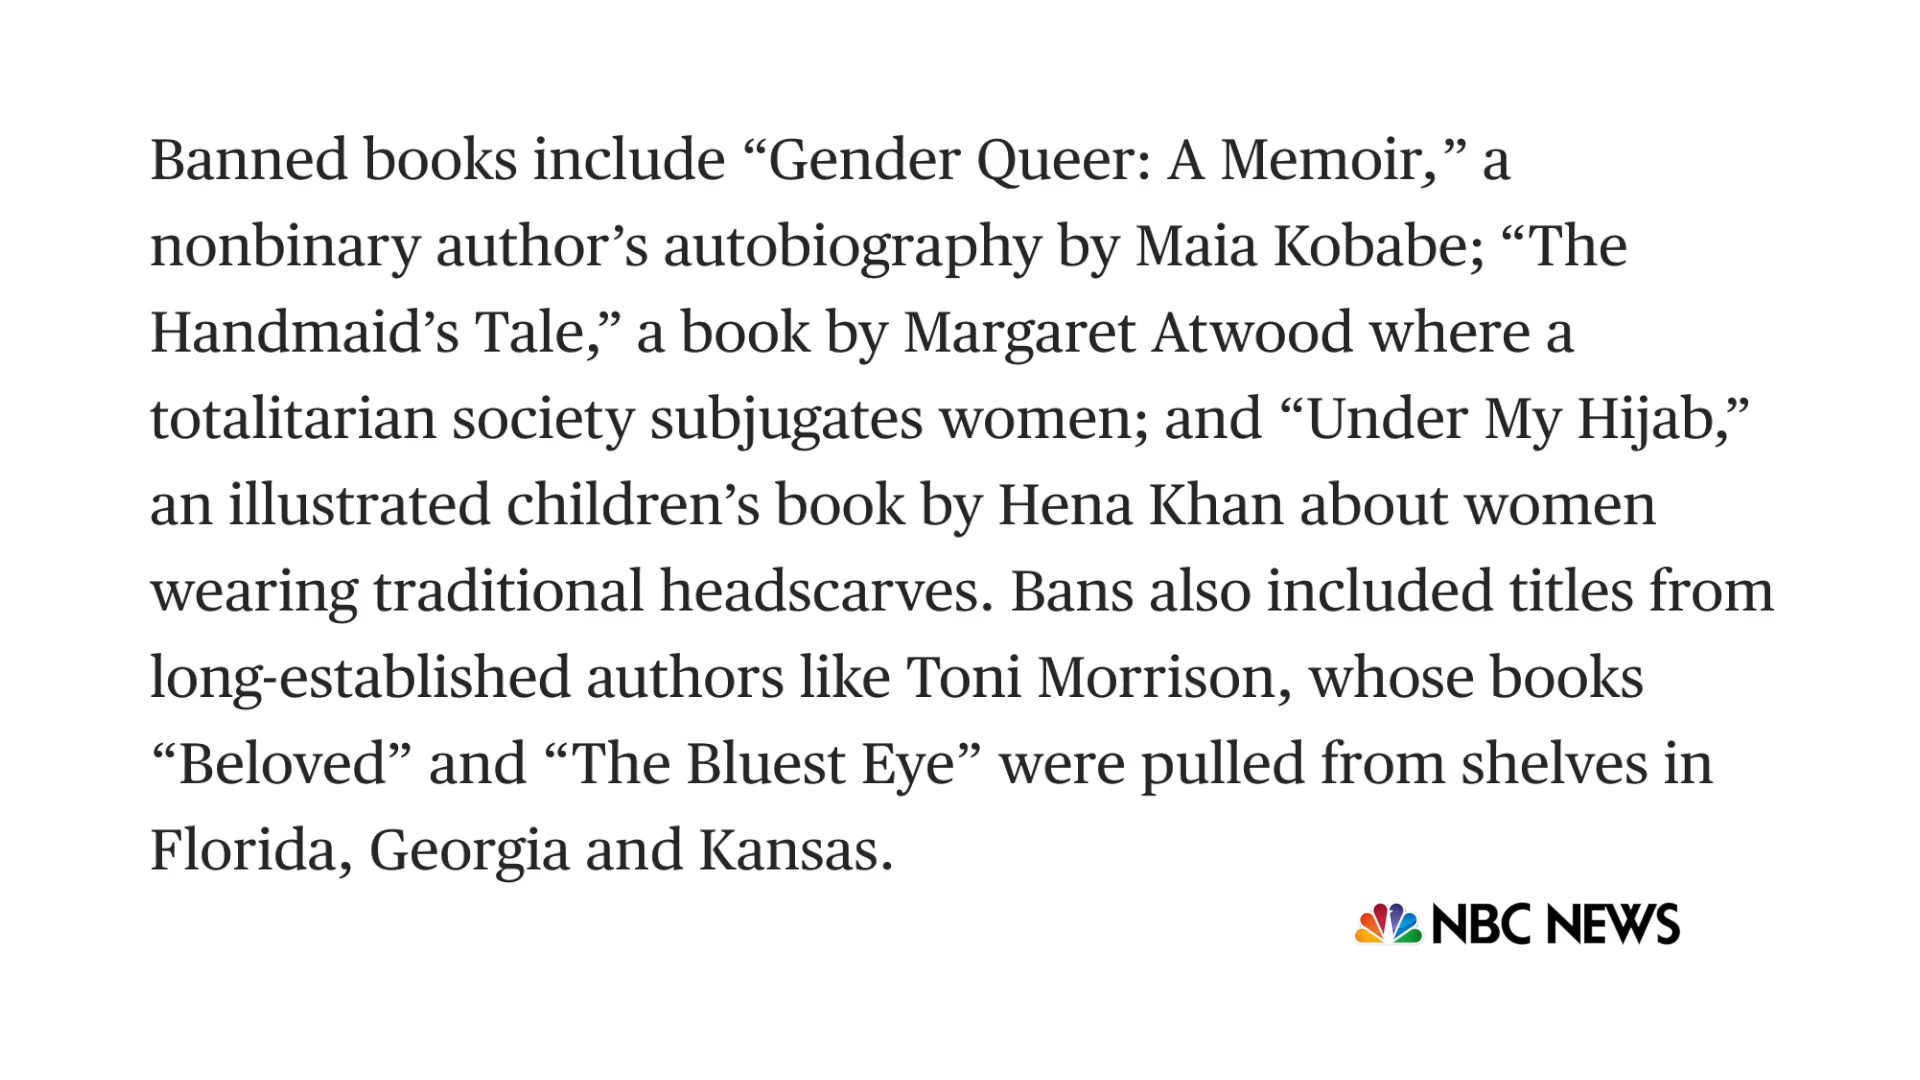 Banned books include “Gender Queer: A Memoir,” a
nonbinary author’s autobiography by Maia Kobabe; “The
Handmaid’s Tale,” a book by Margaret Atwood where a
totalitarian society subjugates women; and “Under My Hijab,”
an illustrated children’s book by Hena Khan about women
wearing traditional headscarves. Bans also included titles from
long-established authors like Toni Morrison, whose books
“Beloved” and “The Bluest Eye” were pulled from shelves in
Florida, Georgia and Kansas.
NBC NEWS